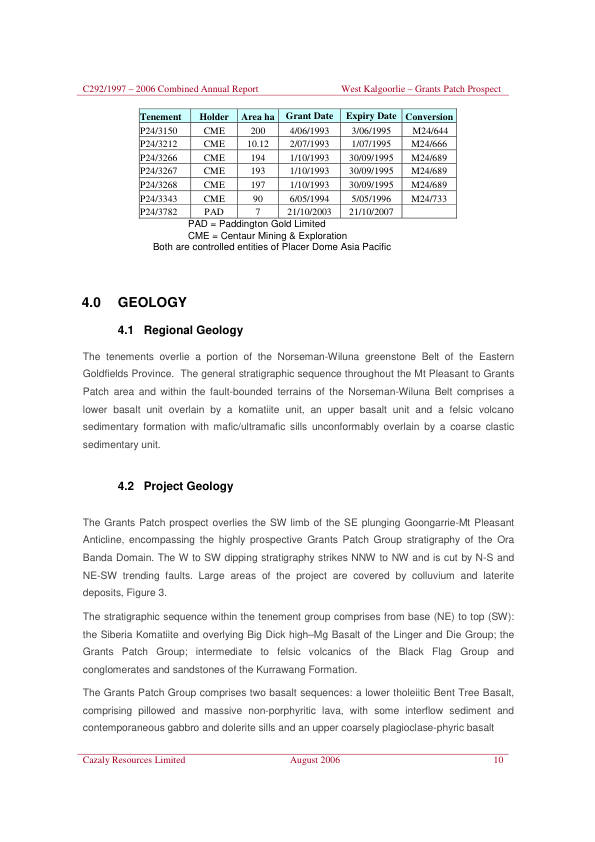 C292/1997 – 2006 Combined Annual Report West Kalgoorlie – Grants Patch Prospect
Tenement Holder Area ha Grant Date Expiry Date Conversion
P24/3150 CME 200 4/06/1993 3/06/1995 M24/644
P24/3212 CME 10.12 2/07/1993 1/07/1995 M24/666
P24/3266 CME 194 1/10/1993 30/09/1995 M24/689
P24/3267 CME 193 1/10/1993 30/09/1995 M24/689
P24/3268 CME 197 1/10/1993 30/09/1995 M24/689
P24/3343 CME 90 6/05/1994 5/05/1996 M24/733
P24/3782 PAD 7 21/10/2003 21/10/2007
PAD = Paddington Gold Limited
CME = Centaur Mining & Exploration
Both are controlled entities of Placer Dome Asia Pacific
4.0 GEOLOGY
4.1 Regional Geology
The tenements overlie a portion of the Norseman-Wiluna greenstone Belt of the Eastern
Goldfields Province. The general stratigraphic sequence throughout the Mt Pleasant to Grants
Patch area and within the fault-bounded terrains of the Norseman-Wiluna Belt comprises a
lower basalt unit overlain by a komatiite unit, an upper basalt unit and a felsic volcano
sedimentary formation with mafic/ultramafic sills unconformably overlain by a coarse clastic
sedimentary unit.
4.2 Project Geology
The Grants Patch prospect overlies the SW limb of the SE plunging Goongarrie-Mt Pleasant
Anticline, encompassing the highly prospective Grants Patch Group stratigraphy of the Ora
Banda Domain. The W to SW dipping stratigraphy strikes NNW to NW and is cut by N-S and
NE-SW trending faults. Large areas of the project are covered by colluvium and laterite
deposits, Figure 3.
The stratigraphic sequence within the tenement group comprises from base (NE) to top (SW):
the Siberia Komatiite and overlying Big Dick high–Mg Basalt of the Linger and Die Group; the
Grants Patch Group; intermediate to felsic volcanics of the Black Flag Group and
conglomerates and sandstones of the Kurrawang Formation.
The Grants Patch Group comprises two basalt sequences: a lower tholeiitic Bent Tree Basalt,
comprising pillowed and massive non-porphyritic lava, with some interflow sediment and
contemporaneous gabbro and dolerite sills and an upper coarsely plagioclase-phyric basalt
Cazaly Resources Limited August 2006 10